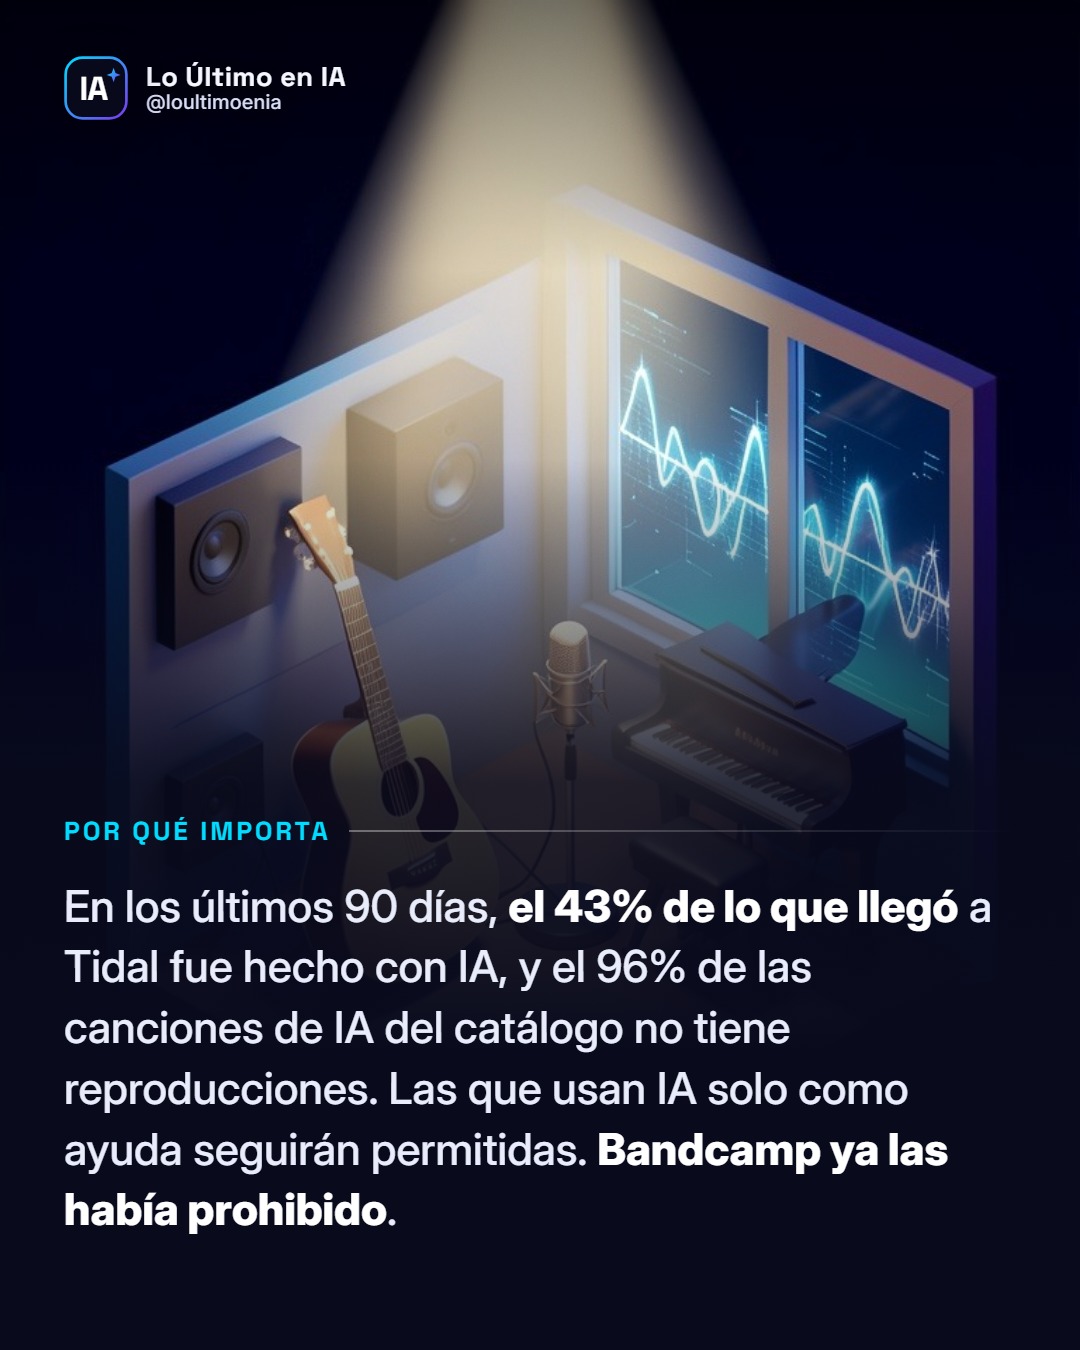 IA
Lo Último en IA
@loultimoenia
POR QUÉ IMPORTA
En los últimos 90 días, el 43% de lo que llegó a
Tidal fue hecho con IA, y el 96% de las
canciones de IA del catálogo no tiene
reproducciones. Las que usan IA solo como
ayuda seguirán permitidas. Bandcamp ya las
había prohibido.